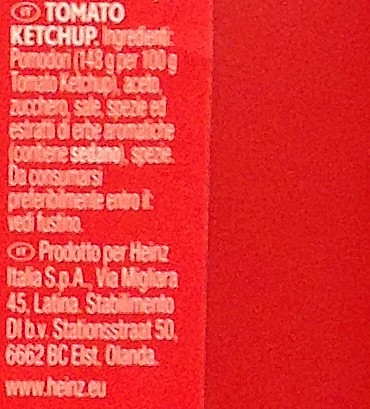 IT TOMATO
KETCHUP. Ingredienti:
Pomodori (148 g per 100 g
Tomato Ketchup), aceto,
zucchero, sale, spezie ed
estratti di erbe aromatiche
(contiene sedano), spezie.
Da consumarsi
preferibilmente entro il:
vedi fustino.
IT Prodotto per Heinz
Italia S.p.A., Via Migliara
45, Latina. Stabilimento
DI b.v. Stationsstraat 50,
6662 BC Elst, Olanda.
www.heinz.eu